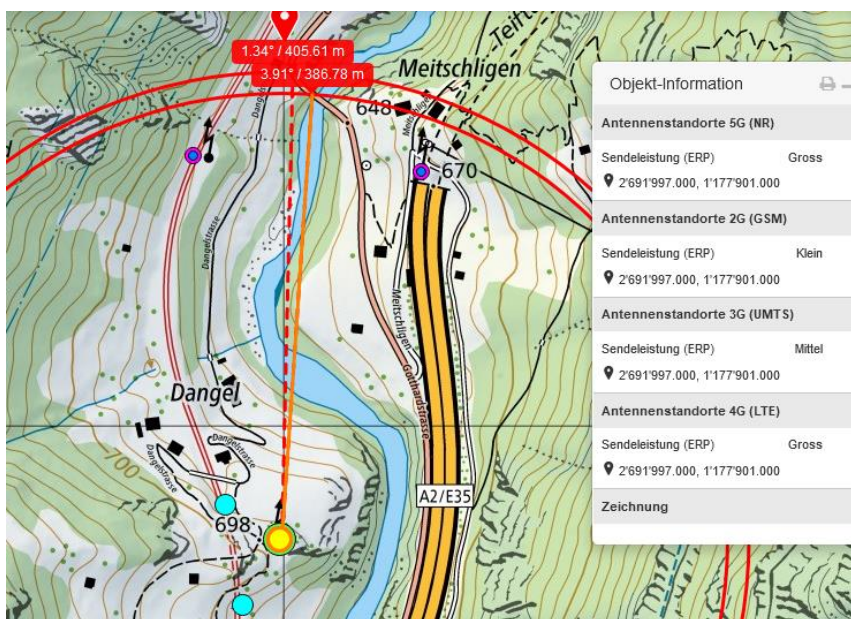 1.34° / 405.61 m
3.91° / 386.78 m
Meitschligen
648
Meitschligen
670
Dangelstrasse
Meitschligen
Gotthardstrasse
Dangel
Dangelstrasse
Dangelstrasse
700
698
A2/E35
Objekt-Information
Antennenstandorte 5G (NR)
Sendeleistung (ERP) Gross
2'691'997.000, 1'177'901.000
Antennenstandorte 2G (GSM)
Sendeleistung (ERP) Klein
2'691'997.000, 1'177'901.000
Antennenstandorte 3G (UMTS)
Sendeleistung (ERP) Mittel
2'691'997.000, 1'177'901.000
Antennenstandorte 4G (LTE)
Sendeleistung (ERP) Gross
2'691'997.000, 1'177'901.000
Zeichnung